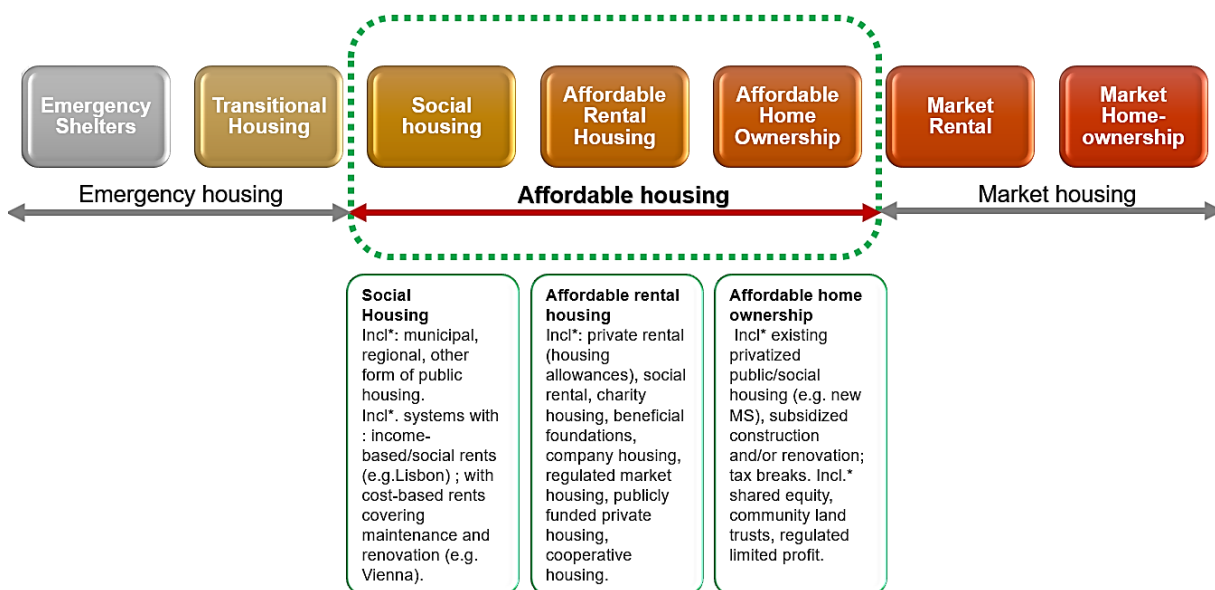 Emergency
Shelters
Transitional
Housing
Social
housing
Affordable
Rental
Housing
Affordable
Home
Ownership
Market
Rental
Market
Home-
ownership
Emergency housing
Affordable housing
Market housing
Social
Housing
Incl*: municipal,
regional, other
form of public
housing.
Incl*. systems with
: income-
based/social rents
(e.g.Lisbon) ; with
cost-based rents
covering
maintenance and
renovation (e.g.
Vienna).
Affordable rental
housing
Incl*: private rental
(housing
allowances), social
rental, charity
housing, beneficial
foundations,
company housing,
regulated market
housing, publicly
funded private
housing,
cooperative
housing.
Affordable home
ownership
Incl* existing
privatized
public/social
housing (e.g. new
MS), subsidized
construction
and/or renovation;
tax breaks. Incl.*
shared equity,
community land
trusts, regulated
limited profit.